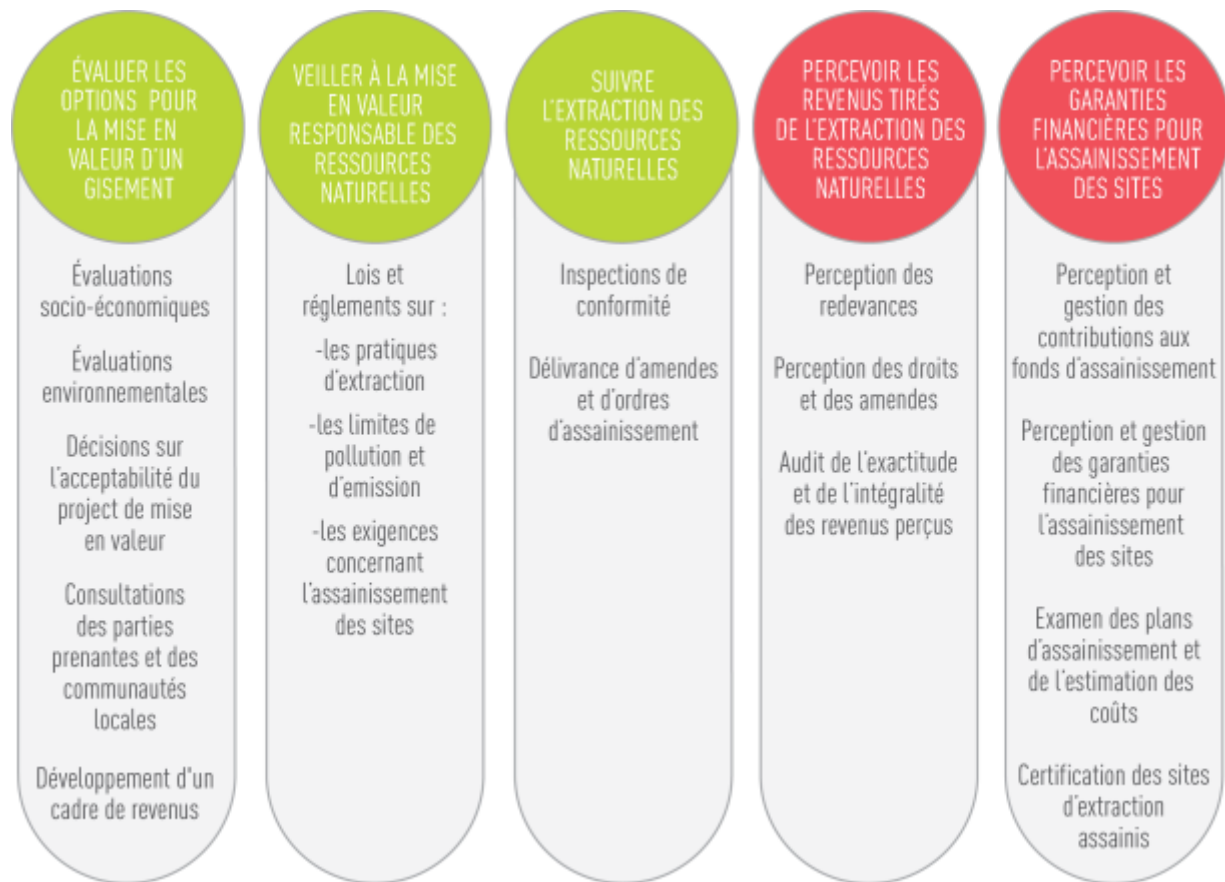 ÉVALUER LES
OPTIONS POUR
LA MISE EN
VALEUR D'UN
GISEMENT
Évaluations
socio-économiques
Évaluations
environnementales
Décisions sur
l'acceptabilité du
project de mise
en valeur
Consultations
des parties
prenantes et des
communautés
locales
Développement d'un
cadre de revenus
VEILLER À LA MISE
EN VALEUR
RESPONSABLE DES
RESSOURCES
NATURELLES
Lois et
réglements sur :
-les pratiques
d'extraction
-les limites de
pollution et
d'emission
-les exigences
concernant
l'assainissement
des sites
SUIVRE
L'EXTRACTION DES
RESSOURCES
NATURELLES
Inspections de
conformité
Délivrance d'amendes
et d'ordres
d'assainissement
PERCEVOIR LES
REVENUS TIRÉS
DE L'EXTRACTION DES
RESSOURCES
NATURELLES
Perception des
redevances
Perception des droits
et des amendes
Audit de l'exactitude
et de l'intégralité
des revenus perçus
PERCEVOIR LES
GARANTIES
FINANCIÈRES POUR
L'ASSAINISSEMENT
DES SITES
Perception et
gestion des
contributions aux
fonds d'assainissement
Perception et gestion
des garanties
financières pour
l'assainissement
des sites
Examen des plans
d'assainissement et
de l'estimation des
coûts
Certification des sites
d'extraction
assainis